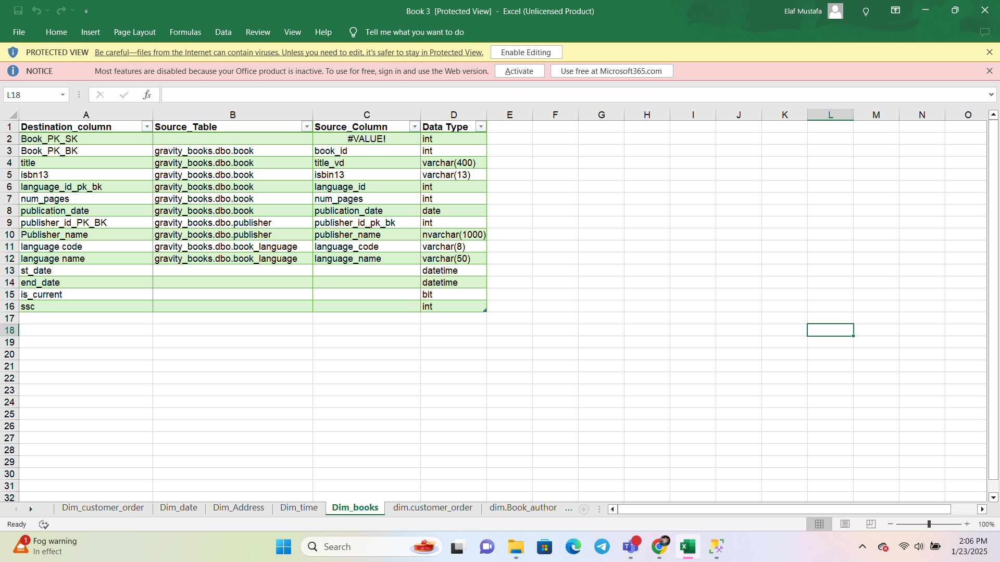 Book 3 [Protected View] - Excel (Unlicensed Product)
Elaf Mustafa
File Home Insert Page Layout Formulas Data Review View Help Tell me what you want to do
PROTECTED VIEW Be careful—files from the Internet can contain viruses. Unless you need to edit, it's safer to stay in Protected View. Enable Editing
NOTICE Most features are disabled because your Office product is inactive. To use for free, sign in and use the Web version. Activate Use free at Microsoft365.com
L18 fx
A B C D E F G H I J K L M N O
1 Destination_column Source_Table Source_Column Data Type
2 Book_PK_SK #VALUE! int
3 Book_PK_BK gravity_books.dbo.book book_id int
4 title gravity_books.dbo.book title_vd varchar(400)
5 isbn13 gravity_books.dbo.book isbin13 varchar(13)
6 language_id_pk_bk gravity_books.dbo.book language_id int
7 num_pages gravity_books.dbo.book num_pages int
8 publication_date gravity_books.dbo.book publication_date date
9 publisher_id_PK_BK gravity_books.dbo.publisher publisher_id_pk_bk int
10 Publisher_name gravity_books.dbo.publisher publisher_name nvarchar(1000)
11 language code gravity_books.dbo.book_language language_code varchar(8)
12 language name gravity_books.dbo.book_language language_name varchar(50)
13 st_date datetime
14 end_date datetime
15 is_current bit
16 ssc int
17
18
19
20
21
22
23
24
25
26
27
28
29
30
31
32
Dim_customer_order Dim_date Dim_Address Dim_time Dim_books dim.customer_order dim.Book_author ...
Ready 100%
1 Fog warning
In effect
Search
2:06 PM
1/23/2025